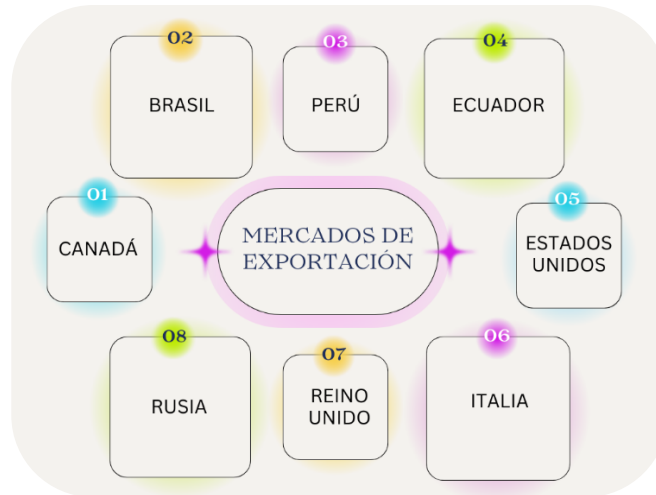 MERCADOS DE
EXPORTACIÓN
01
CANADÁ
02
BRASIL
03
PERÚ
04
ECUADOR
05
ESTADOS
UNIDOS
06
ITALIA
07
REINO
UNIDO
08
RUSIA